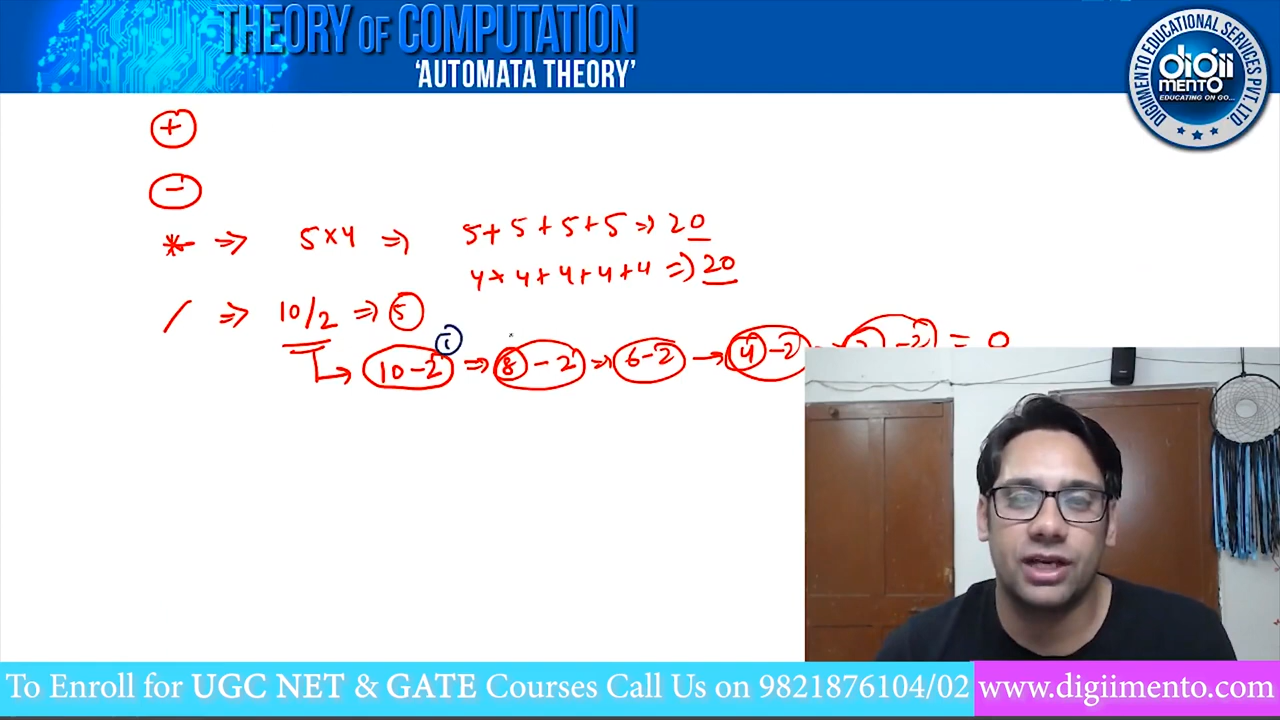 THEORY OF COMPUTATION
'AUTOMATA THEORY'
DIGIIMENTO EDUCATIONAL SERVICES PVT. LTD.
digii
MENTO
EDUCATING ON GO...
+
-
* => 5×4 => 5+5+5+5 => 20
4+4+4+4+4 => 20
/ => 10/2 => 5
1
10-2 => 8-2 => 6-2 → 4-2 → 2-2 = 0
To Enroll for UGC NET & GATE Courses Call Us on 9821876104/02 www.digiimento.com